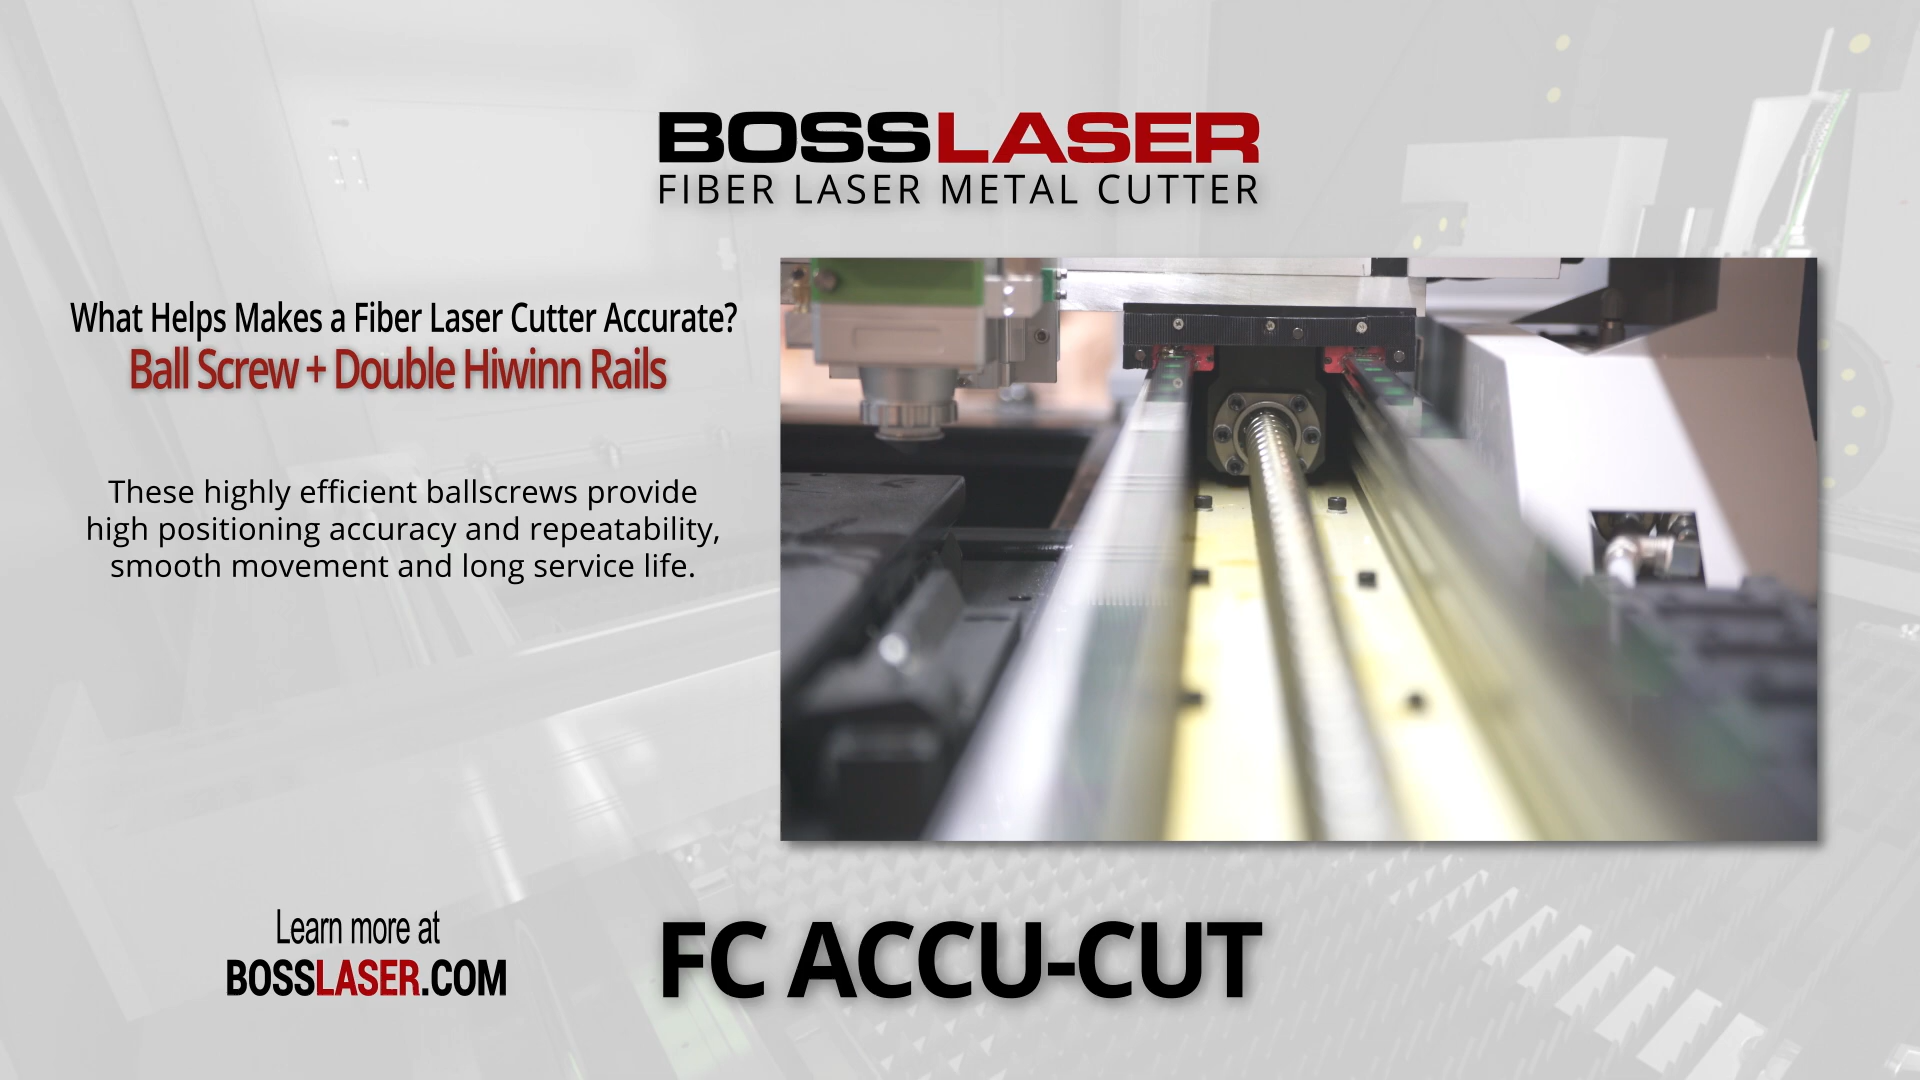 BOSSLASER
FIBER LASER METAL CUTTER
What Helps Makes a Fiber Laser Cutter Accurate?
Ball Screw + Double Hiwinn Rails
These highly efficient ballscrews provide
high positioning accuracy and repeatability,
smooth movement and long service life.
Learn more at
BOSSLASER.COM
FC ACCU-CUT